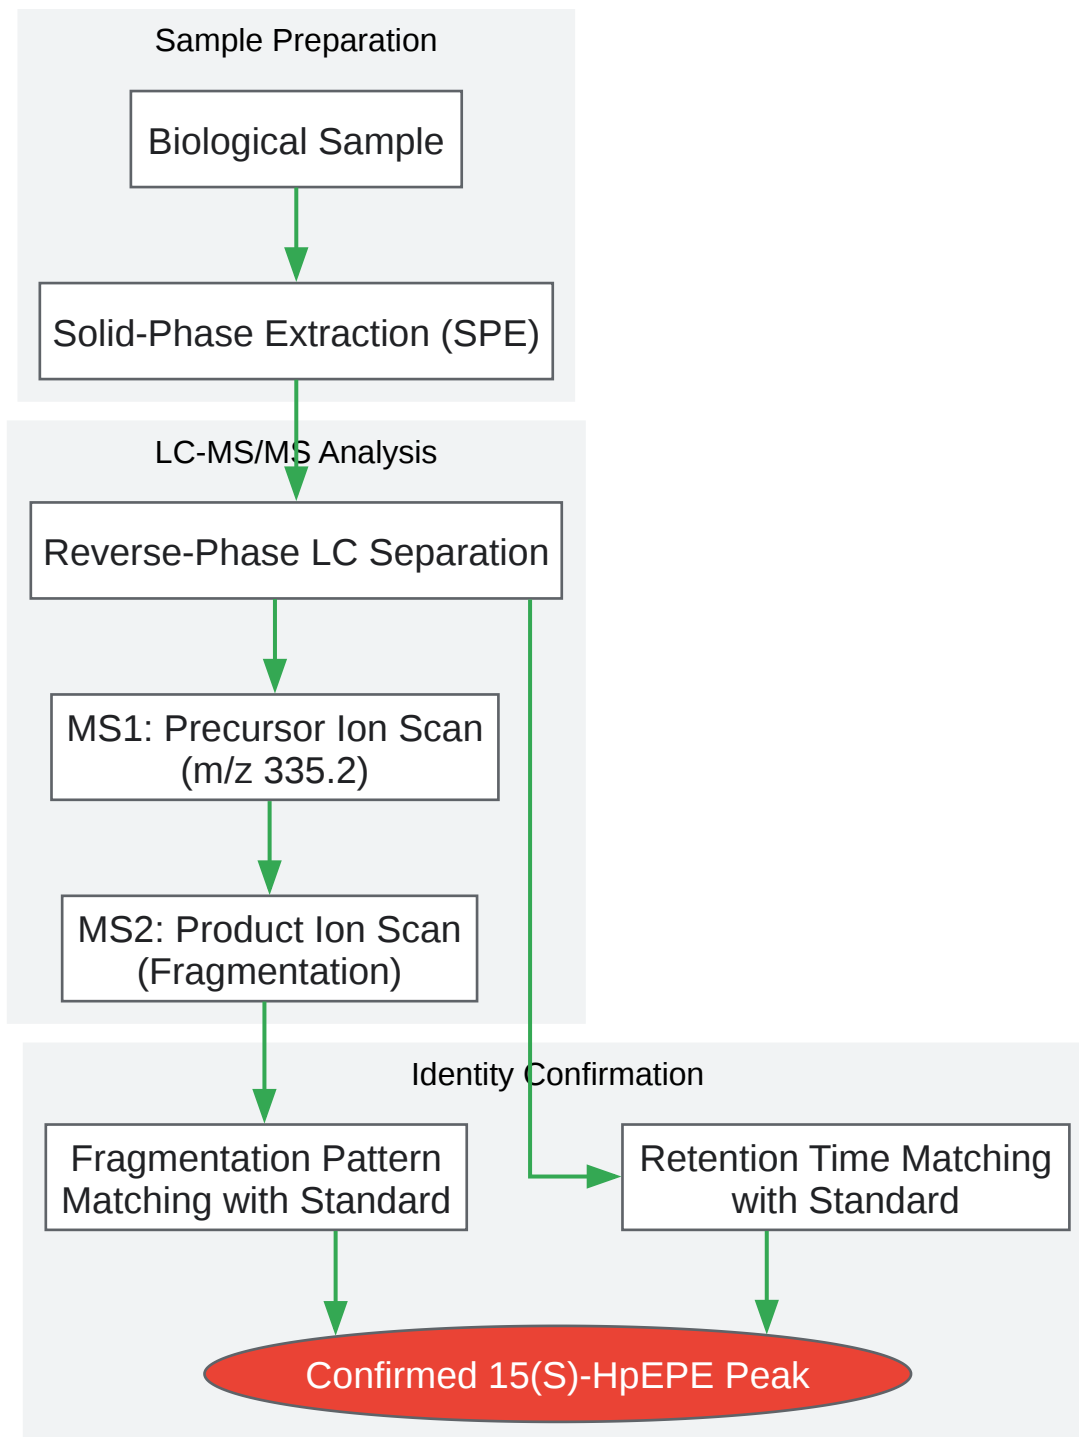 Sample Preparation
Biological Sample
Solid-Phase Extraction (SPE)
LC-MS/MS Analysis
Reverse-Phase LC Separation
MS1: Precursor Ion Scan
(m/z 335.2)
MS2: Product Ion Scan
(Fragmentation)
Identity Confirmation
Fragmentation Pattern
Matching with Standard
Retention Time Matching
with Standard
Confirmed 15(S)-HpEPE Peak